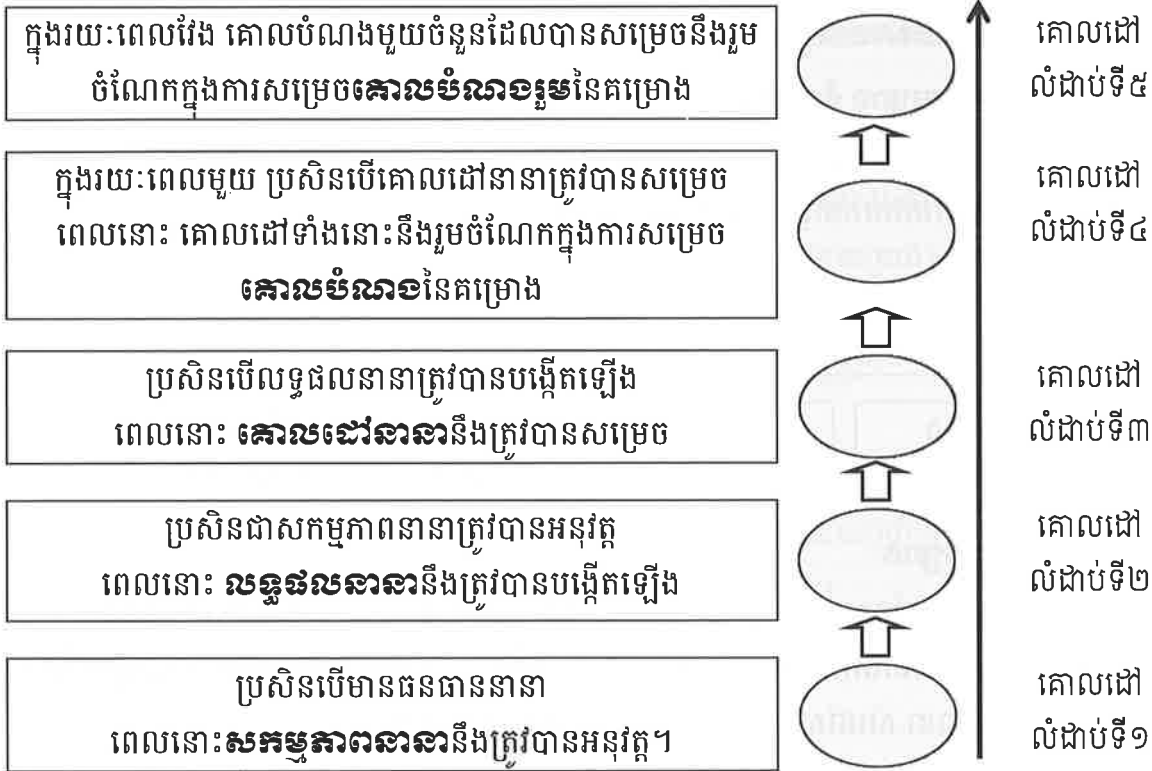 ក្នុងរយៈពេលវែង គោលបំណងមួយចំនួនដែលបានសម្រេចនឹងរួម
ចំណែកក្នុងការសម្រេចគោលបំណងរួមនៃគម្រោង
គោលដៅ
លំដាប់ទី៥
ក្នុងរយៈពេលមួយ ប្រសិនបើគោលដៅនានាត្រូវបានសម្រេច
ពេលនោះ គោលដៅទាំងនោះនឹងរួមចំណែកក្នុងការសម្រេច
គោលបំណងនៃគម្រោង
គោលដៅ
លំដាប់ទី៤
ប្រសិនបើលទ្ធផលនានាត្រូវបានបង្កើតឡើង
ពេលនោះ គោលដៅនានានឹងត្រូវបានសម្រេច
គោលដៅ
លំដាប់ទី៣
ប្រសិនជាសកម្មភាពនានាត្រូវបានអនុវត្ត
ពេលនោះ លទ្ធផលនានានឹងត្រូវបានបង្កើតឡើង
គោលដៅ
លំដាប់ទី២
ប្រសិនបើមានធនធាននានា
ពេលនោះសកម្មភាពនានានឹងត្រូវបានអនុវត្ត។
គោលដៅ
លំដាប់ទី១